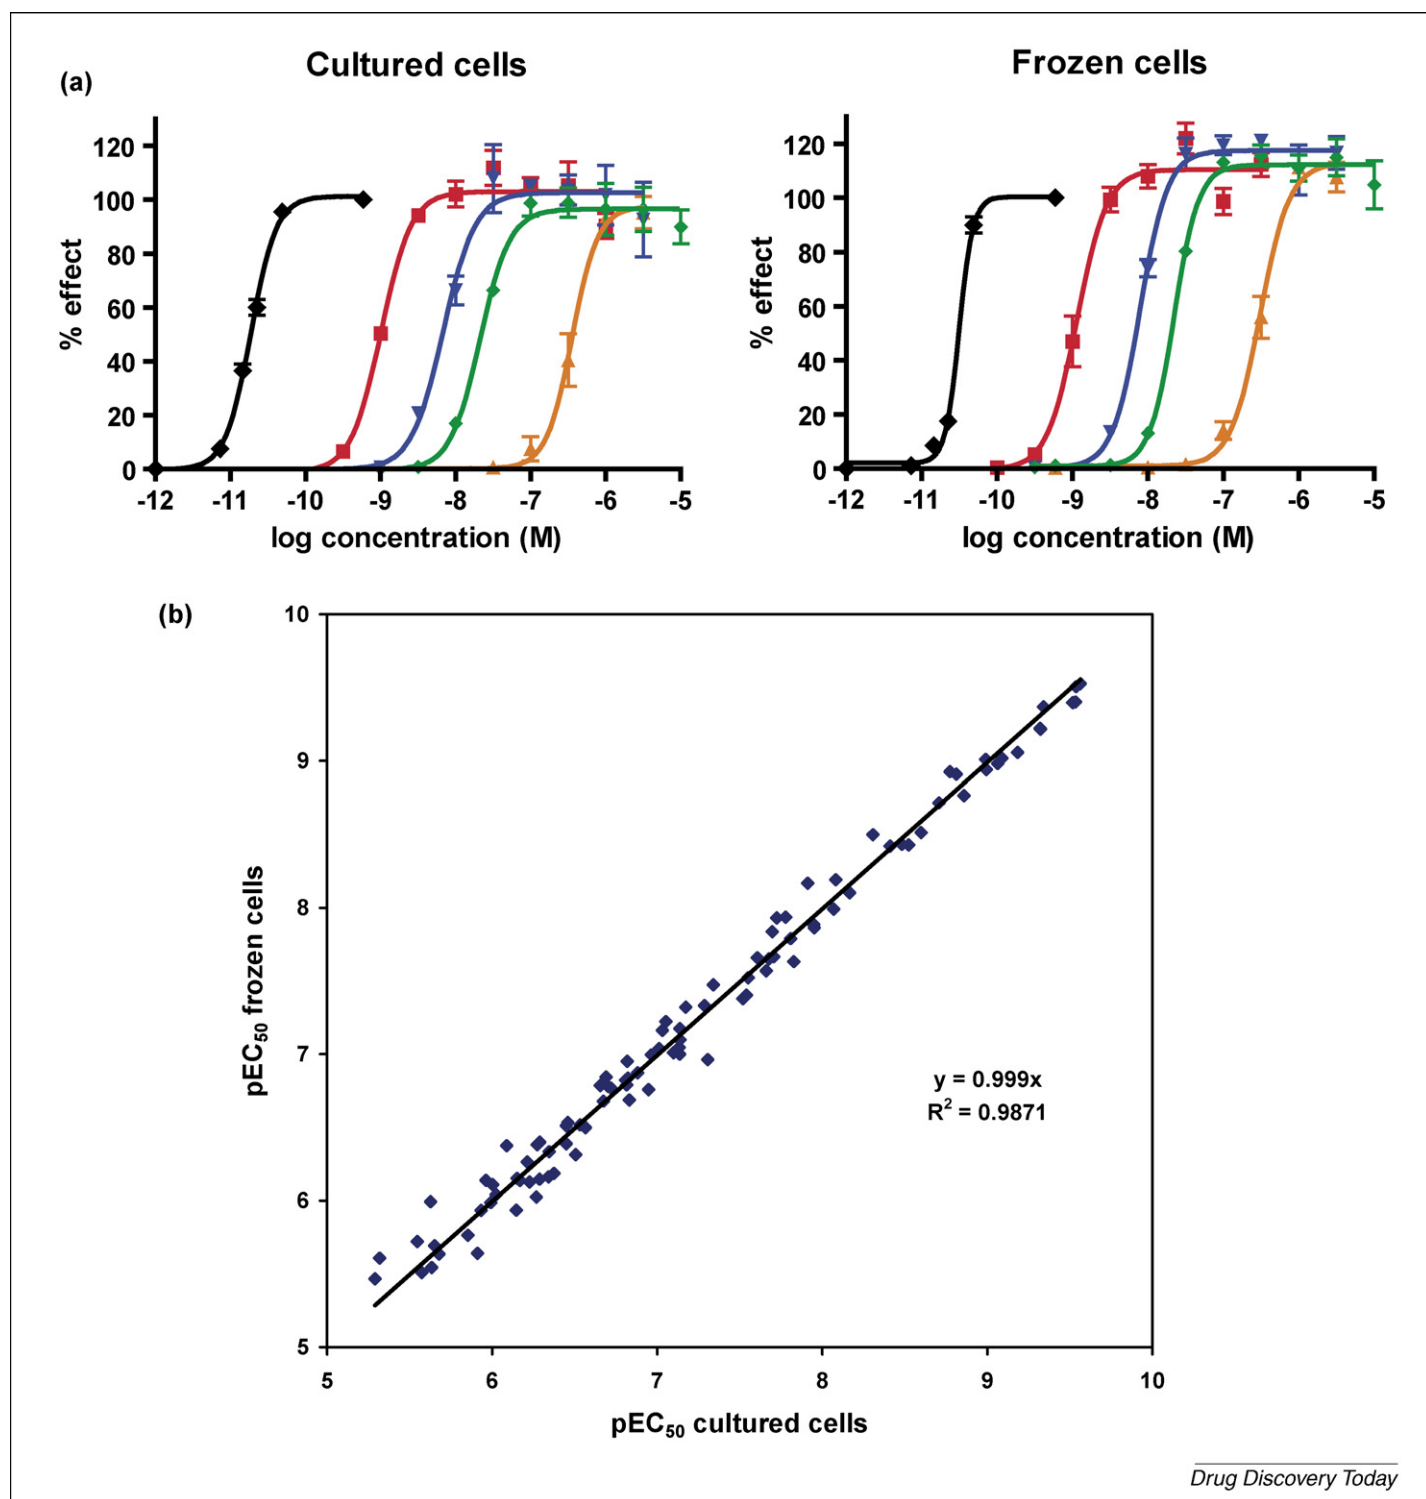 Cultured cells
Frozen cells
(a)
% effect
120
100
80
60
40
20
0
-12 -11 -10 -9 -8 -7 -6 -5
log concentration (M)
% effect
120
100
80
60
40
20
0
-12 -11 -10 -9 -8 -7 -6 -5
log concentration (M)
(b)
pEC50 frozen cells
10
9
8
7
6
5
y = 0.999x
R2 = 0.9871
5 6 7 8 9 10
pEC50 cultured cells
Drug Discovery Today